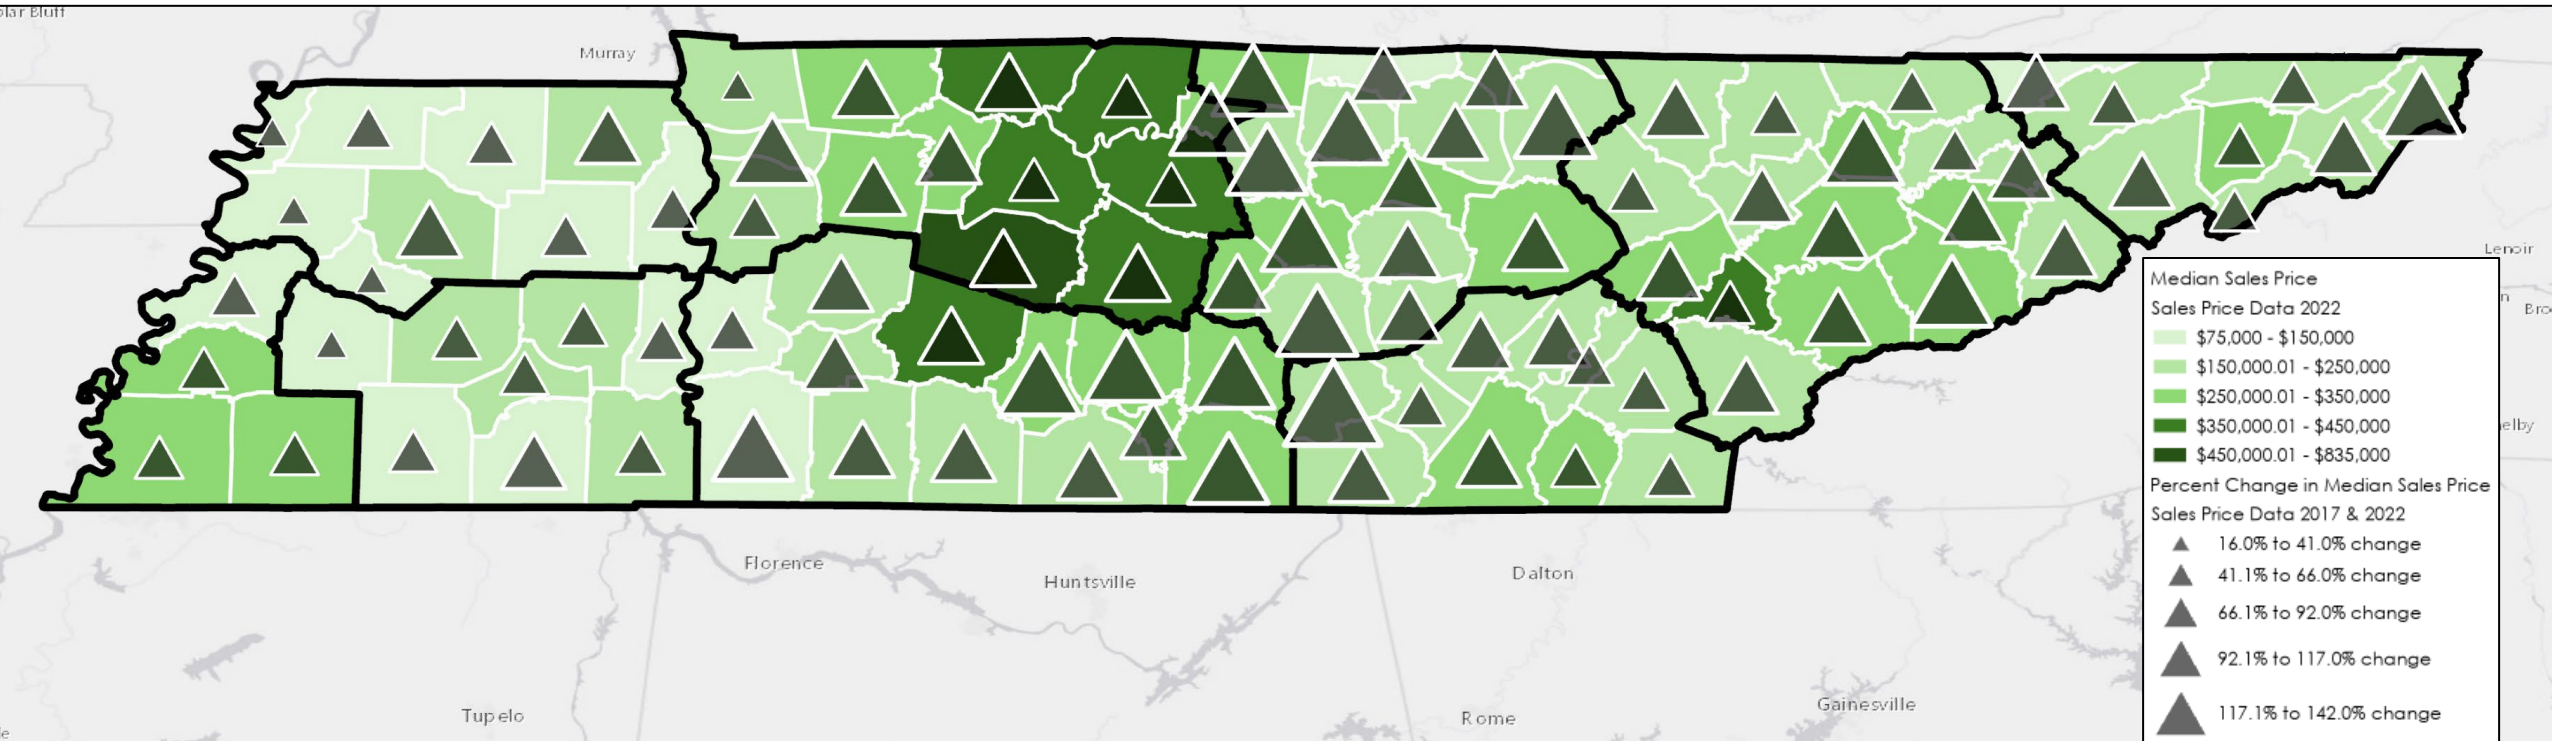 Murray
Lenoir
Median Sales Price
Sales Price Data 2022
$75,000 - $150,000
$150,000.01 - $250,000
$250,000.01 - $350,000
$350,000.01 - $450,000
$450,000.01 - $835,000
Percent Change in Median Sales Price
Sales Price Data 2017 & 2022
16.0% to 41.0% change
41.1% to 66.0% change
66.1% to 92.0% change
92.1% to 117.0% change
117.1% to 142.0% change
Florence
Huntsville
Dalton
Tupelo
Rome
Gainesville